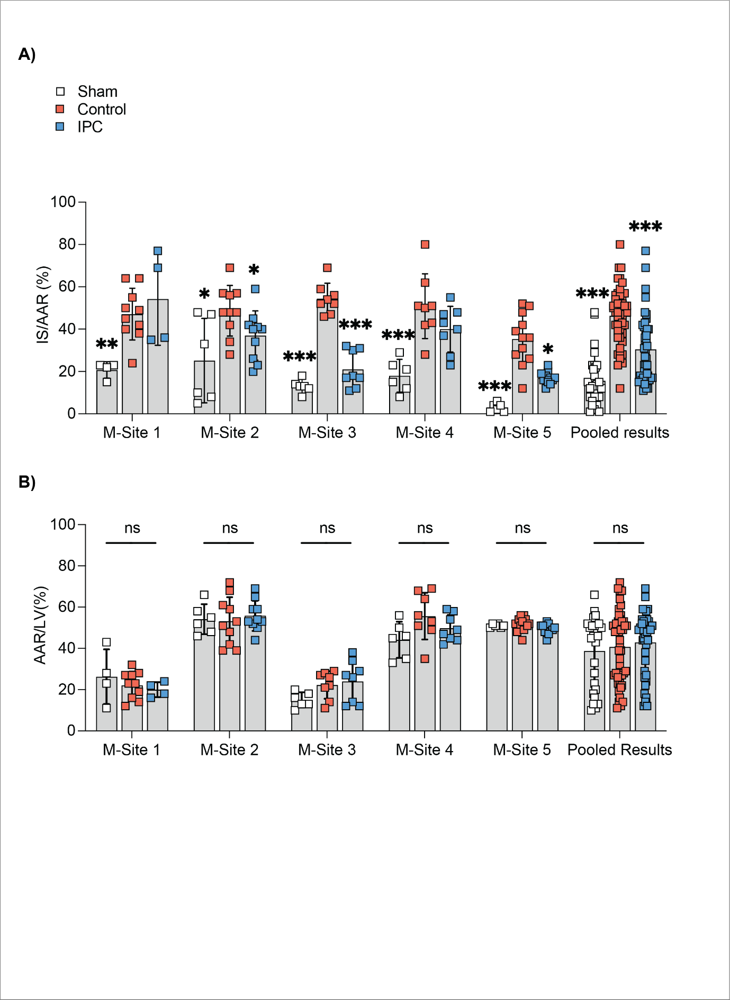 A)
Sham
Control
IPC
IS/AAR (%)
100
80
60
40
20
0
** * * *** *** *** *** * *** ***
M-Site 1 M-Site 2 M-Site 3 M-Site 4 M-Site 5 Pooled results
B)
AAR/LV(%)
100
80
60
40
20
0
ns ns ns ns ns ns
M-Site 1 M-Site 2 M-Site 3 M-Site 4 M-Site 5 Pooled Results